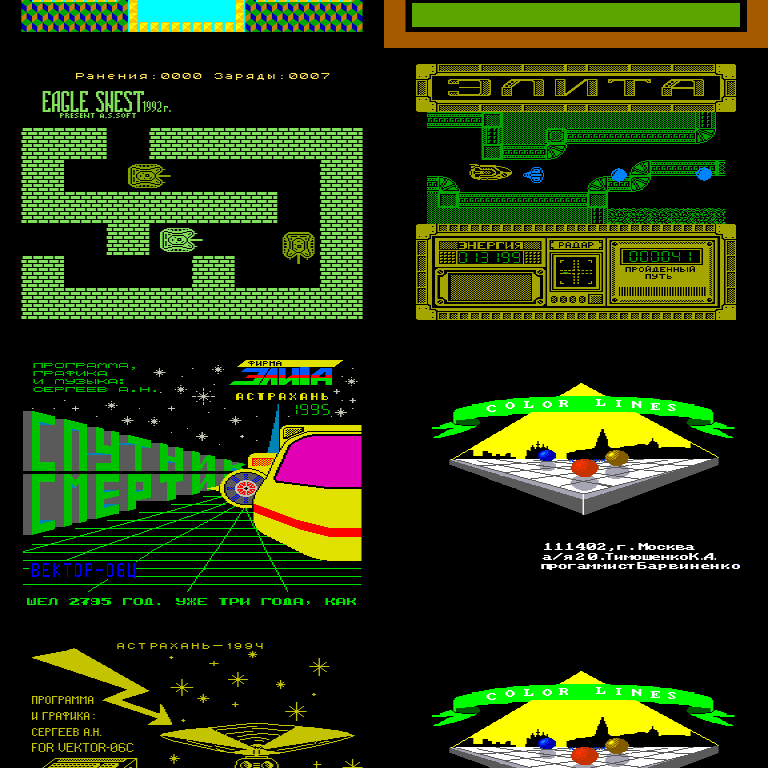 Ранения:0000 Заряды:0007
EAGLE SNEST 1992г.
PRESENT A.S.SOFT
ЭЛИТА
ЭНЕРГИЯ
013199
РАДАР
0000041
ПРОЙДЕННЫЙ
ПУТЬ
ПРОГРАММА,
ГРАФИКА
И МУЗЫКА:
СЕРГЕЕВ А.Н.
ФИРМА
ЭЛИТА
АСТРАХАНЬ
1995
СПУТНИК
СМЕРТИ
ВЕКТОР-06Ц
ШЕЛ 2795 ГОД. УЖЕ ТРИ ГОДА, КАК
COLOR LINES
111402,г.Москва
а/я20.ТимошенкоК.А.
прогаммистБарвиненко
АСТРАХАНЬ-1994
ПРОГРАММА
И ГРАФИКА:
СЕРГЕЕВ А.Н.
FOR VEKTOR-06C
COLOR LINES